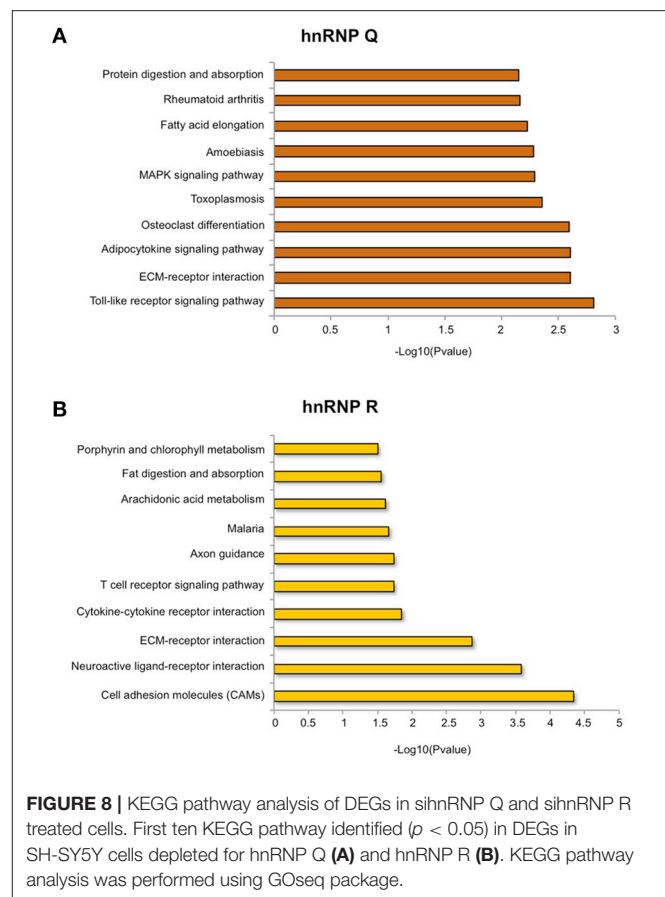 A
hnRNP Q
Protein digestion and absorption
Rheumatoid arthritis
Fatty acid elongation
Amoebiasis
MAPK signaling pathway
Toxoplasmosis
Osteoclast differentiation
Adipocytokine signaling pathway
ECM-receptor interaction
Toll-like receptor signaling pathway
0 0.5 1 1.5 2 2.5 3
-Log10(Pvalue)
B
hnRNP R
Porphyrin and chlorophyll metabolism
Fat digestion and absorption
Arachidonic acid metabolism
Malaria
Axon guidance
T cell receptor signaling pathway
Cytokine-cytokine receptor interaction
ECM-receptor interaction
Neuroactive ligand-receptor interaction
Cell adhesion molecules (CAMs)
0 0.5 1 1.5 2 2.5 3 3.5 4 4.5 5
-Log10(Pvalue)
FIGURE 8 | KEGG pathway analysis of DEGs in sihnRNP Q and sihnRNP R
treated cells. First ten KEGG pathway identified (p < 0.05) in DEGs in
SH-SY5Y cells depleted for hnRNP Q (A) and hnRNP R (B). KEGG pathway
analysis was performed using GOseq package.